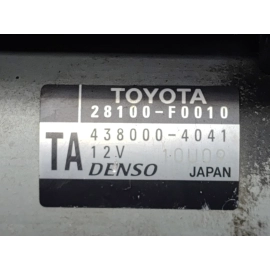 TOYOTA
28100-F0010
TA 438000-4041
12V
DENSO JAPAN